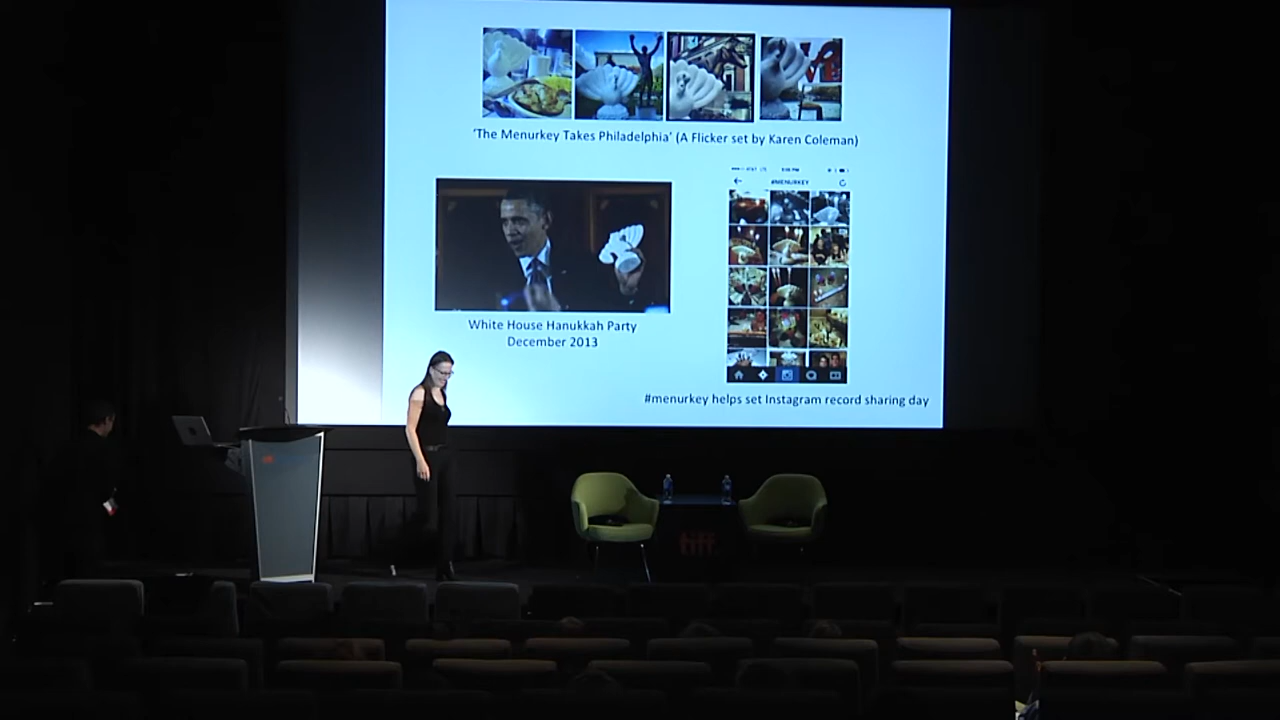 'The Menurkey Takes Philadelphia' (A Flicker set by Karen Coleman)
#MENURKEY
White House Hanukkah Party
December 2013
#menurkey helps set Instagram record sharing day
tiff.